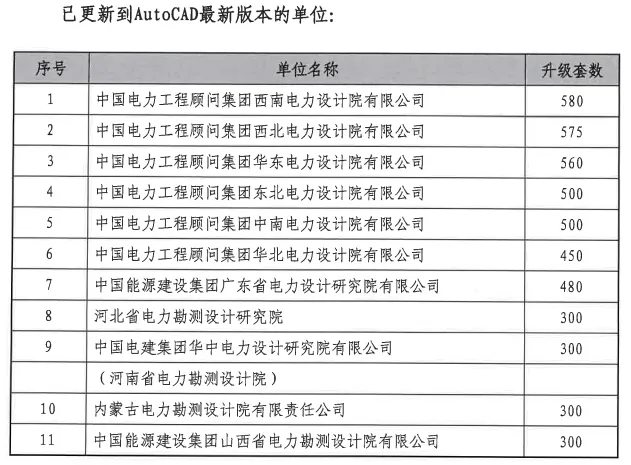 已更新到AutoCAD最新版本的单位:
序号 单位名称 升级套数
1 中国电力工程顾问集团西南电力设计院有限公司 580
2 中国电力工程顾问集团西北电力设计院有限公司 575
3 中国电力工程顾问集团华东电力设计院有限公司 560
4 中国电力工程顾问集团东北电力设计院有限公司 500
5 中国电力工程顾问集团中南电力设计院有限公司 500
6 中国电力工程顾问集团华北电力设计院有限公司 450
7 中国能源建设集团广东省电力设计研究院有限公司 480
8 河北省电力勘测设计研究院 300
9 中国电建集团华中电力设计研究院有限公司 300
（河南省电力勘测设计院）
10 内蒙古电力勘测设计院有限责任公司 300
11 中国能源建设集团山西省电力勘测设计院有限公司 300